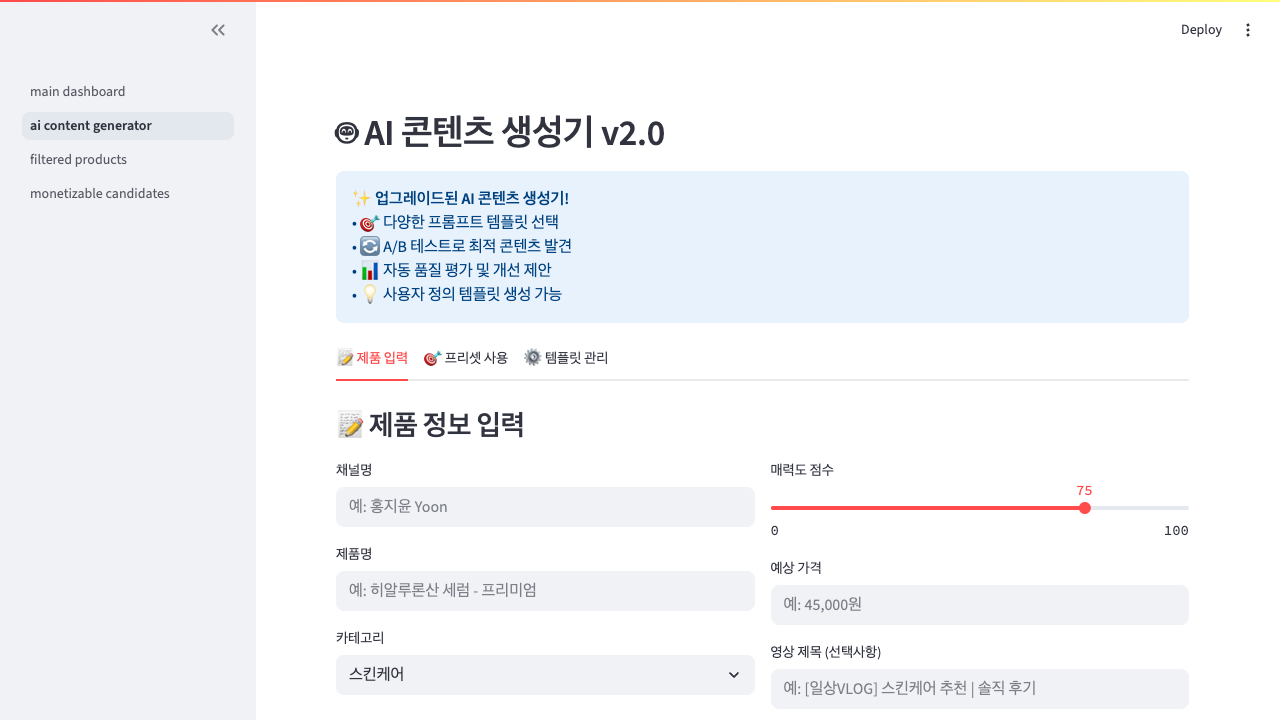 Deploy
main dashboard
ai content generator
filtered products
monetizable candidates
AI 콘텐츠 생성기 v2.0
✨ 업그레이드된 AI 콘텐츠 생성기!
• 🎯 다양한 프롬프트 템플릿 선택
• 🔄 A/B 테스트로 최적 콘텐츠 발견
• 📊 자동 품질 평가 및 개선 제안
• 💡 사용자 정의 템플릿 생성 가능
📝 제품 입력 🎯 프리셋 사용 ⚙️ 템플릿 관리
📝 제품 정보 입력
채널명
예: 홍지윤 Yoon
제품명
예: 히알루론산 세럼 - 프리미엄
카테고리
스킨케어
매력도 점수
75
0 100
예상 가격
예: 45,000원
영상 제목 (선택사항)
예: [일상VLOG] 스킨케어 추천 | 솔직 후기